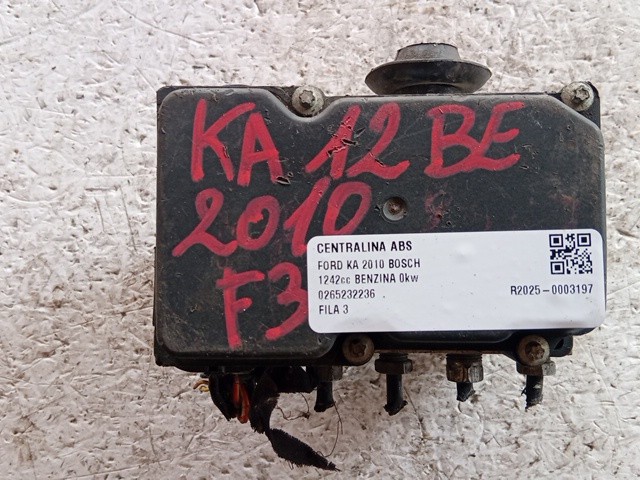 KA 12 BE
2010
F3
CENTRALINA ABS
FORD KA 2010 BOSCH
1242cc BENZINA 0kw
0265232236 R2025-0003197
FILA 3